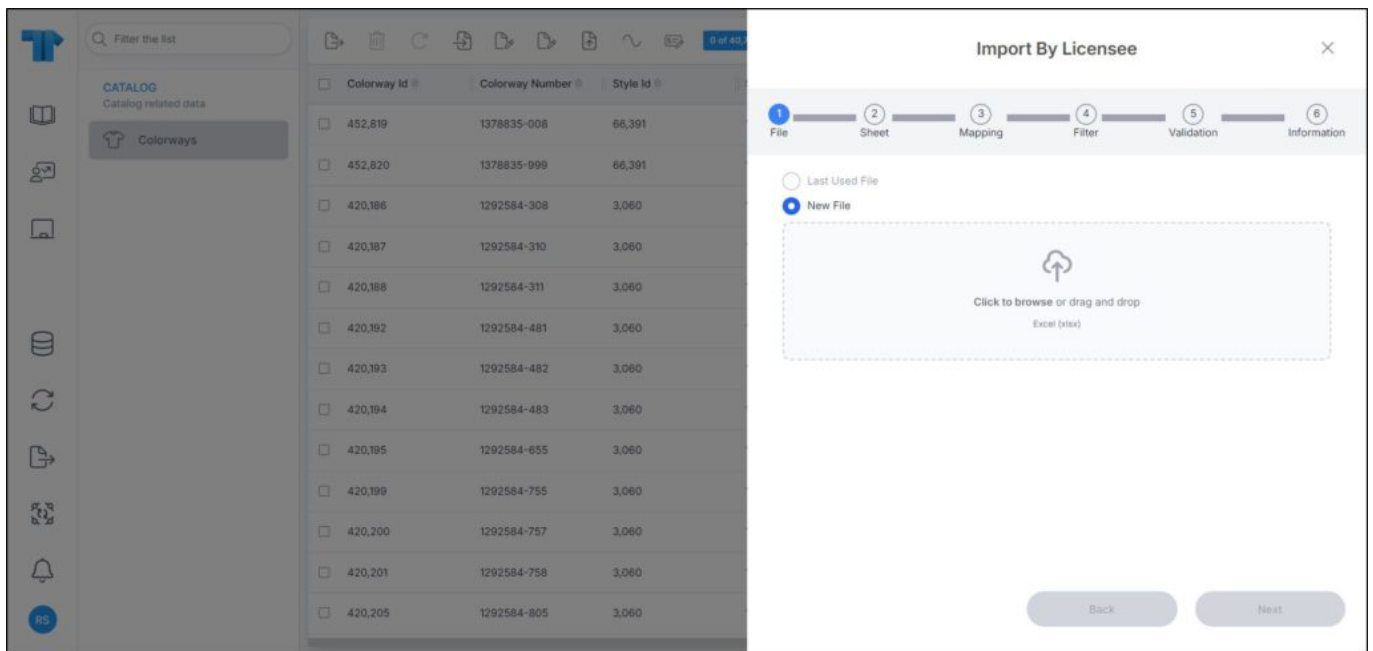 Filter the list
CATALOG
Catalog related data
Colorways
RS
0 of 40,
Colorway Id Colorway Number Style Id
452,819 1378835-008 66,391
452,820 1378835-999 66,391
420,186 1292584-308 3,060
420,187 1292584-310 3,060
420,188 1292584-311 3,060
420,192 1292584-481 3,060
420,193 1292584-482 3,060
420,194 1292584-483 3,060
420,195 1292584-655 3,060
420,199 1292584-755 3,060
420,200 1292584-757 3,060
420,201 1292584-758 3,060
420,205 1292584-805 3,060
Import By Licensee
1 2 3 4 5 6
File Sheet Mapping Filter Validation Information
Last Used File
New File
Click to browse or drag and drop
Excel (xlsx)
Back Next